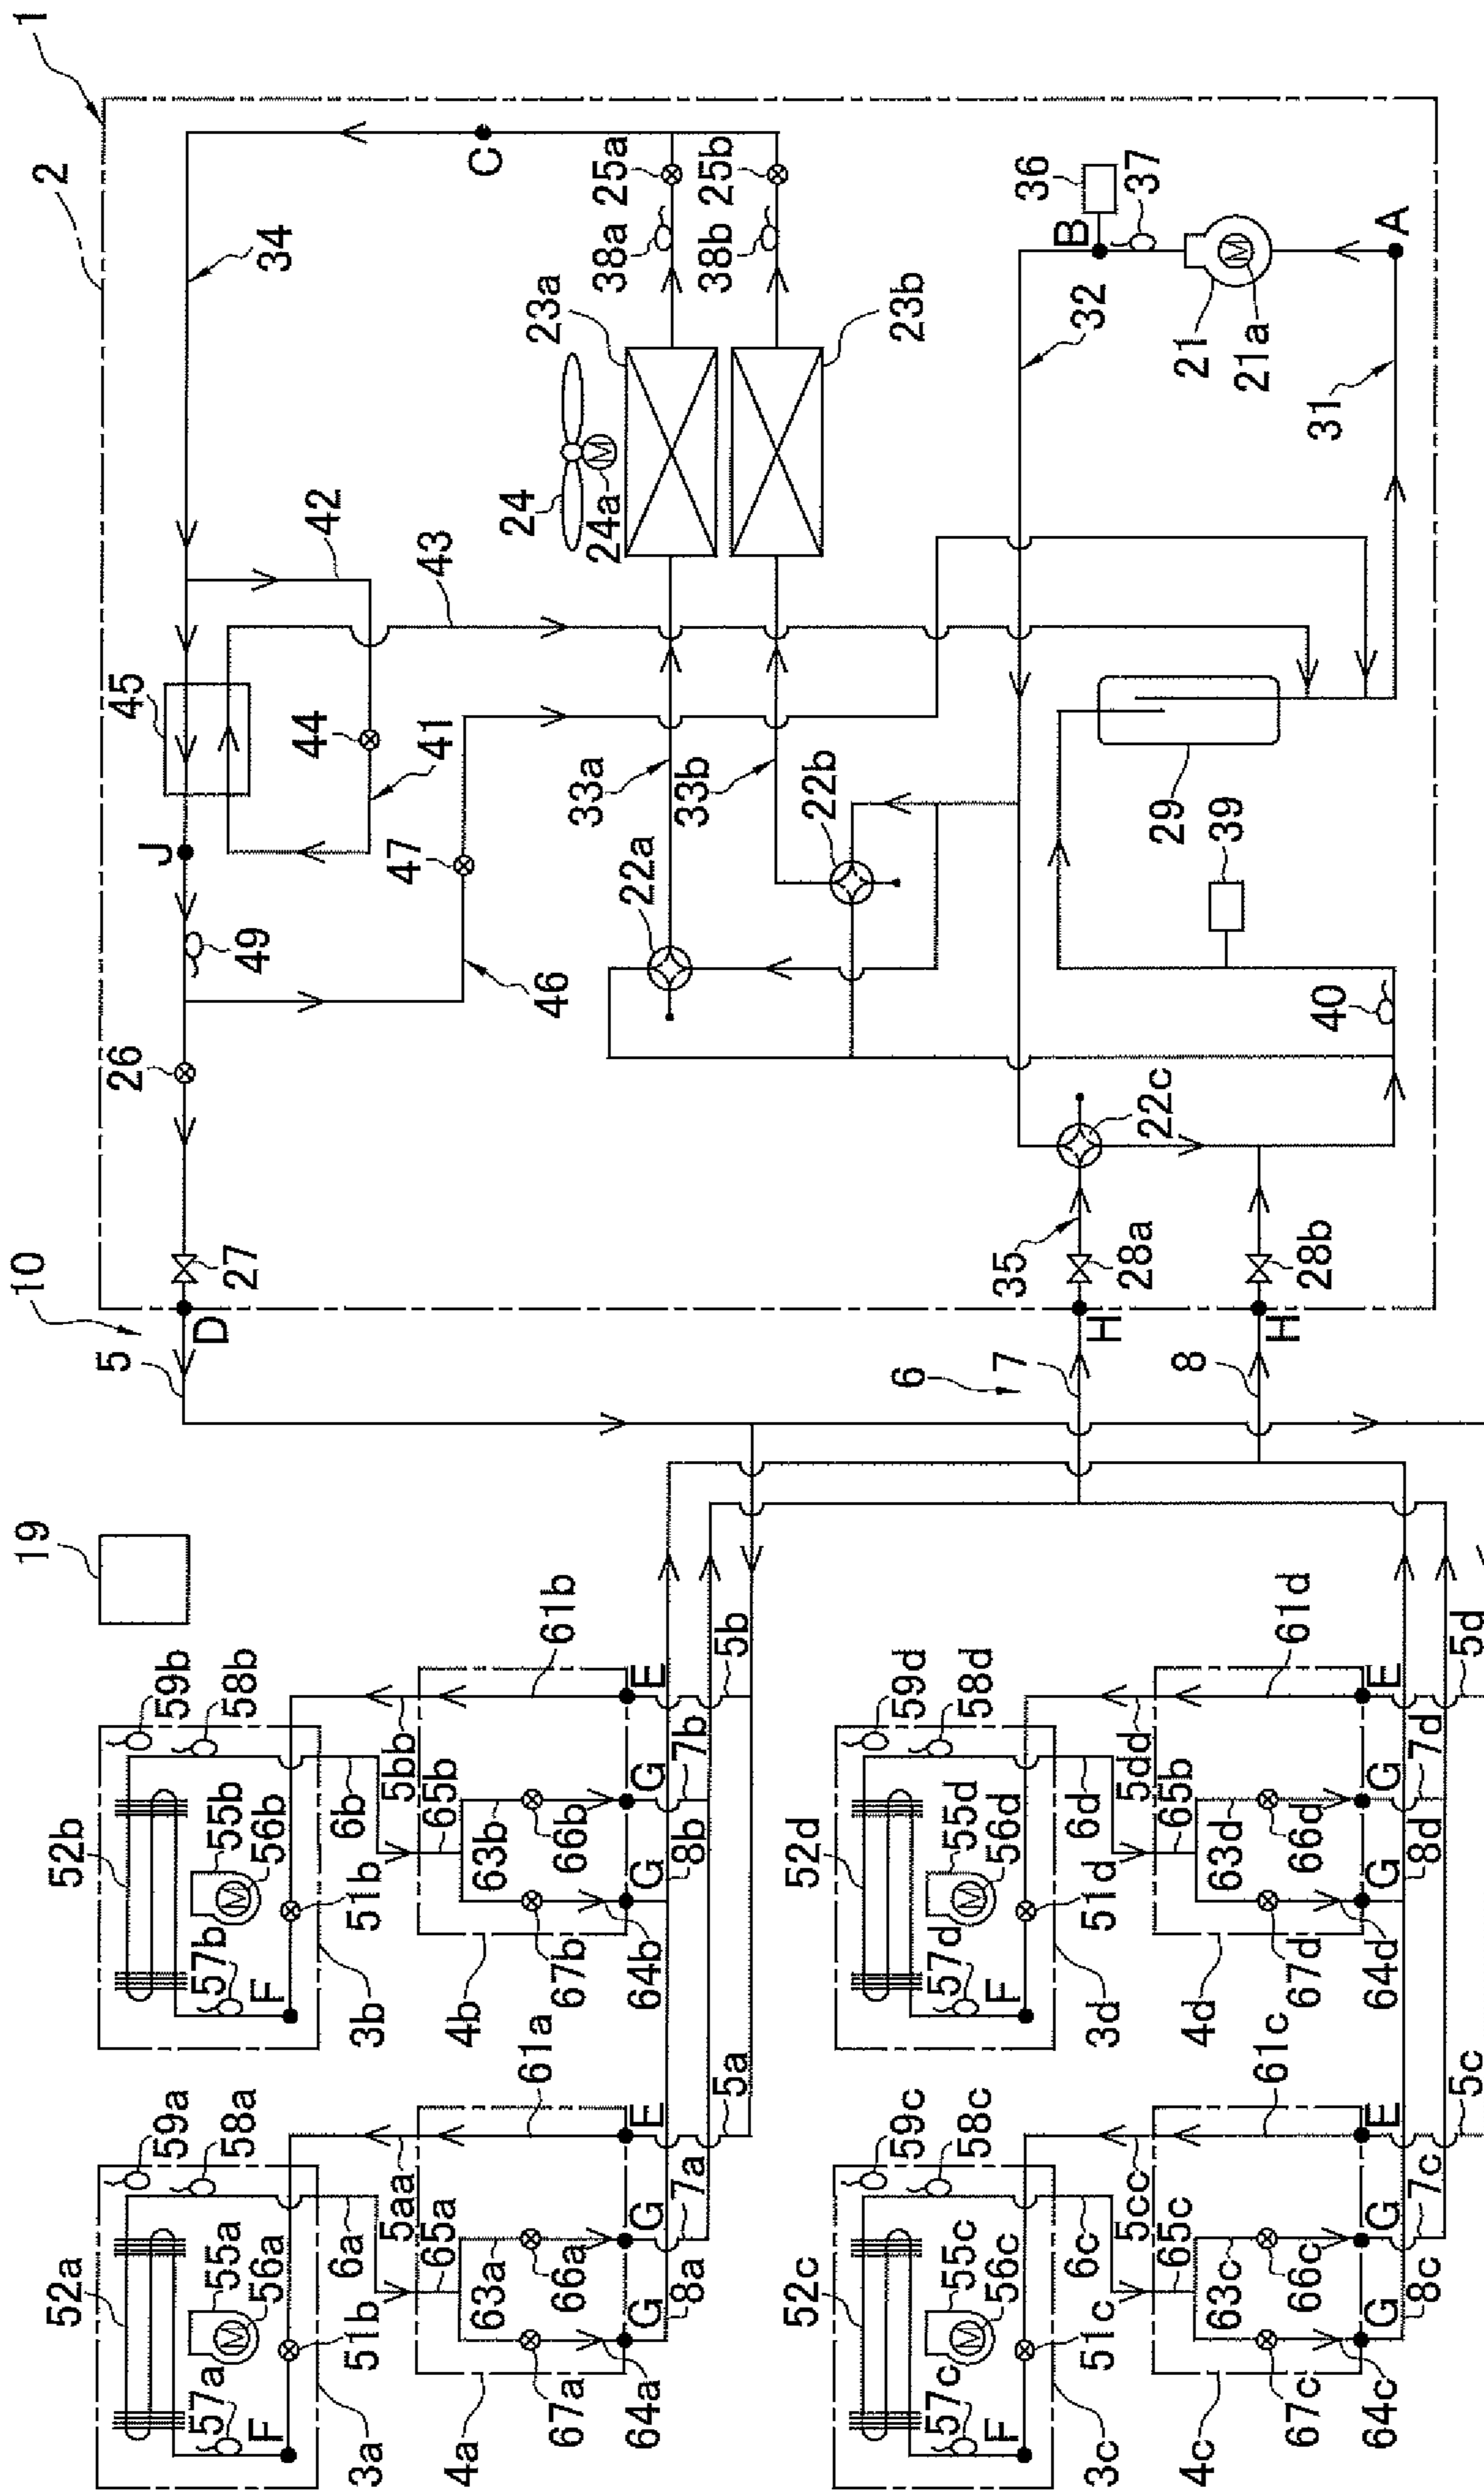 1
2
10
19
34
C
36
B
37
A
38a
25a
38b
25b
23a
23b
24
24a
32
21
21a
31
42
43
45
44
41
J
49
47
46
26
33a
33b
22a
22b
29
39
40
22c
27
D
5
35
28a
28b
H
H
6
7
8
59b
58b
52b
55b
56b
57b
F
51b
3b
6b
5bb
65b
63b
66b
67b
64b
4b
61b
E
G
G
7b
8b
5b
59d
58d
52d
55d
56d
57d
F
51d
3d
6d
5dd
65b
63d
66d
67d
64d
4d
61d
E
G
G
7d
8d
5d
59a
58a
52a
55a
56a
57a
F
51b
3a
6a
5aa
65a
63a
66a
67a
64a
4a
61a
E
G
G
7a
8a
5a
59c
58c
52c
55c
56c
57c
F
51c
3c
6c
5cc
65c
63c
66c
67c
64c
4c
61c
E
G
G
7c
8c
5c
M
M
M
M
M
M